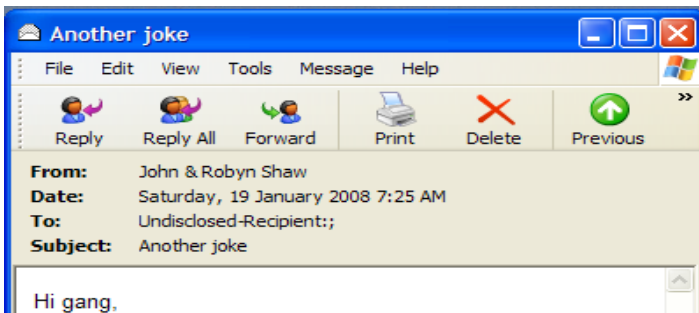 Another joke
File Edit View Tools Message Help
Reply Reply All Forward Print Delete Previous »
From: John & Robyn Shaw
Date: Saturday, 19 January 2008 7:25 AM
To: Undisclosed-Recipient:;
Subject: Another joke
Hi gang,